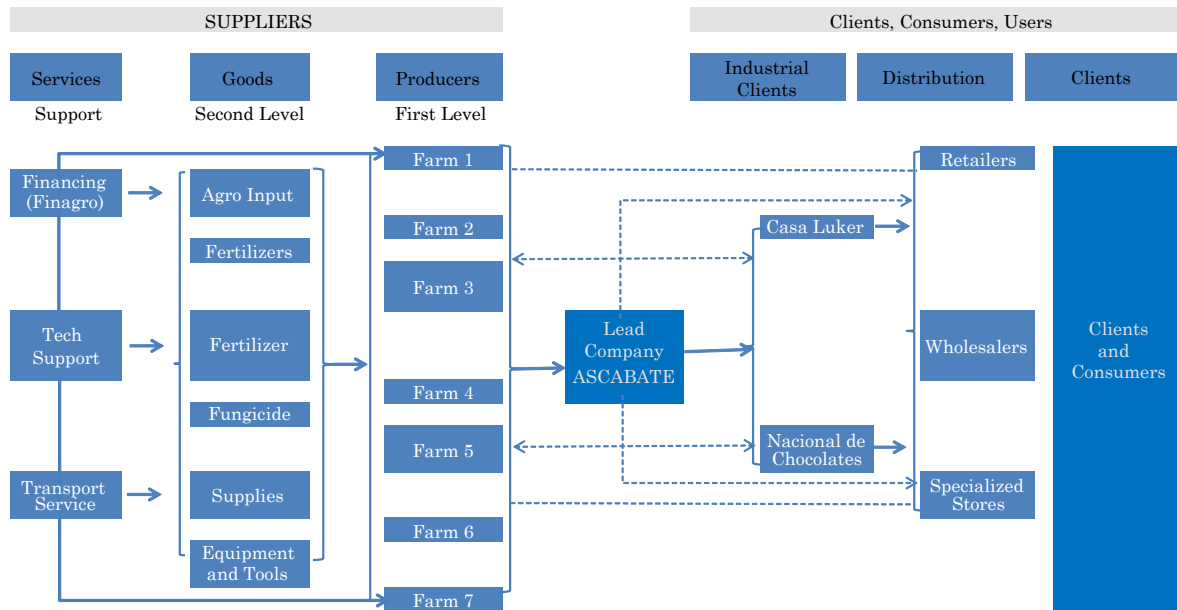 SUPPLIERS
Clients, Consumers, Users
Services
Goods
Producers
Industrial
Clients
Distribution
Clients
Support
Second Level
First Level
Financing
(Finagro)
Tech
Support
Transport
Service
Agro Input
Fertilizers
Fertilizer
Fungicide
Supplies
Equipment
and Tools
Farm 1
Farm 2
Farm 3
Farm 4
Farm 5
Farm 6
Farm 7
Lead
Company
ASCABATE
Casa Luker
Nacional de
Chocolates
Retailers
Wholesalers
Specialized
Stores
Clients
and
Consumers